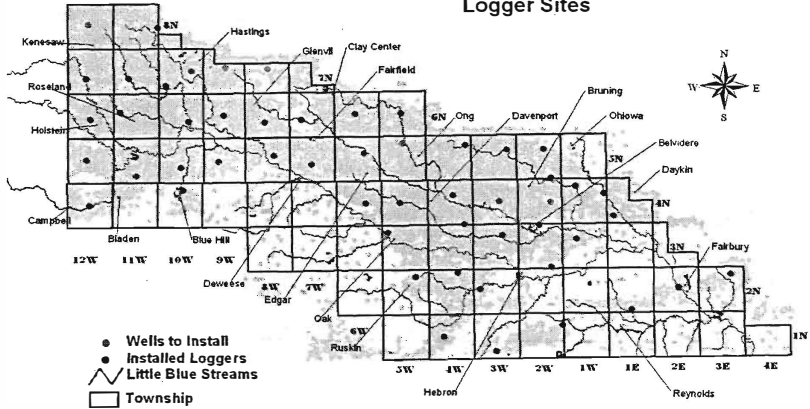 Logger Sites
8N
Hastings
Kenesaw
Glenvil
Clay Center
Fairfield
7N
Roseland
Holstein
6N
Ong
Davenport
Bruning
Ohiowa
Belvidere
5N
Daykin
4N
Campbell
Bladen
Blue Hill
3N
Fairbury
12W
11W
10W
9W
Deweese
8W
7W
Edgar
Oak
6W
Ruskin
2N
1N
5W
4W
3W
2W
1W
1E
2E
3E
4E
Hebron
Reynolds
N
W
E
S
Wells to Install
Installed Loggers
Little Blue Streams
Township